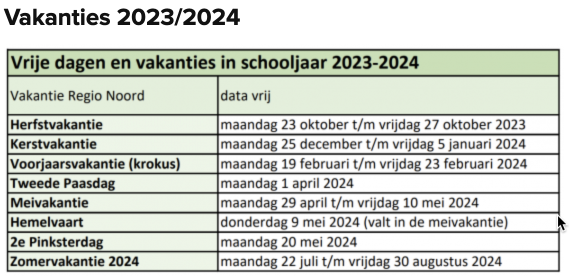 Vakanties 2023/2024
Vrije dagen en vakanties in schooljaar 2023-2024
Vakantie Regio Noord data vrij
Herfstvakantie maandag 23 oktober t/m vrijdag 27 oktober 2023
Kerstvakantie maandag 25 december t/m vrijdag 5 januari 2024
Voorjaarsvakantie (krokus) maandag 19 februari t/m vrijdag 23 februari 2024
Tweede Paasdag maandag 1 april 2024
Meivakantie maandag 29 april t/m vrijdag 10 mei 2024
Hemelvaart donderdag 9 mei 2024 (valt in de meivakantie)
2e Pinksterdag maandag 20 mei 2024
Zomervakantie 2024 maandag 22 juli t/m vrijdag 30 augustus 2024